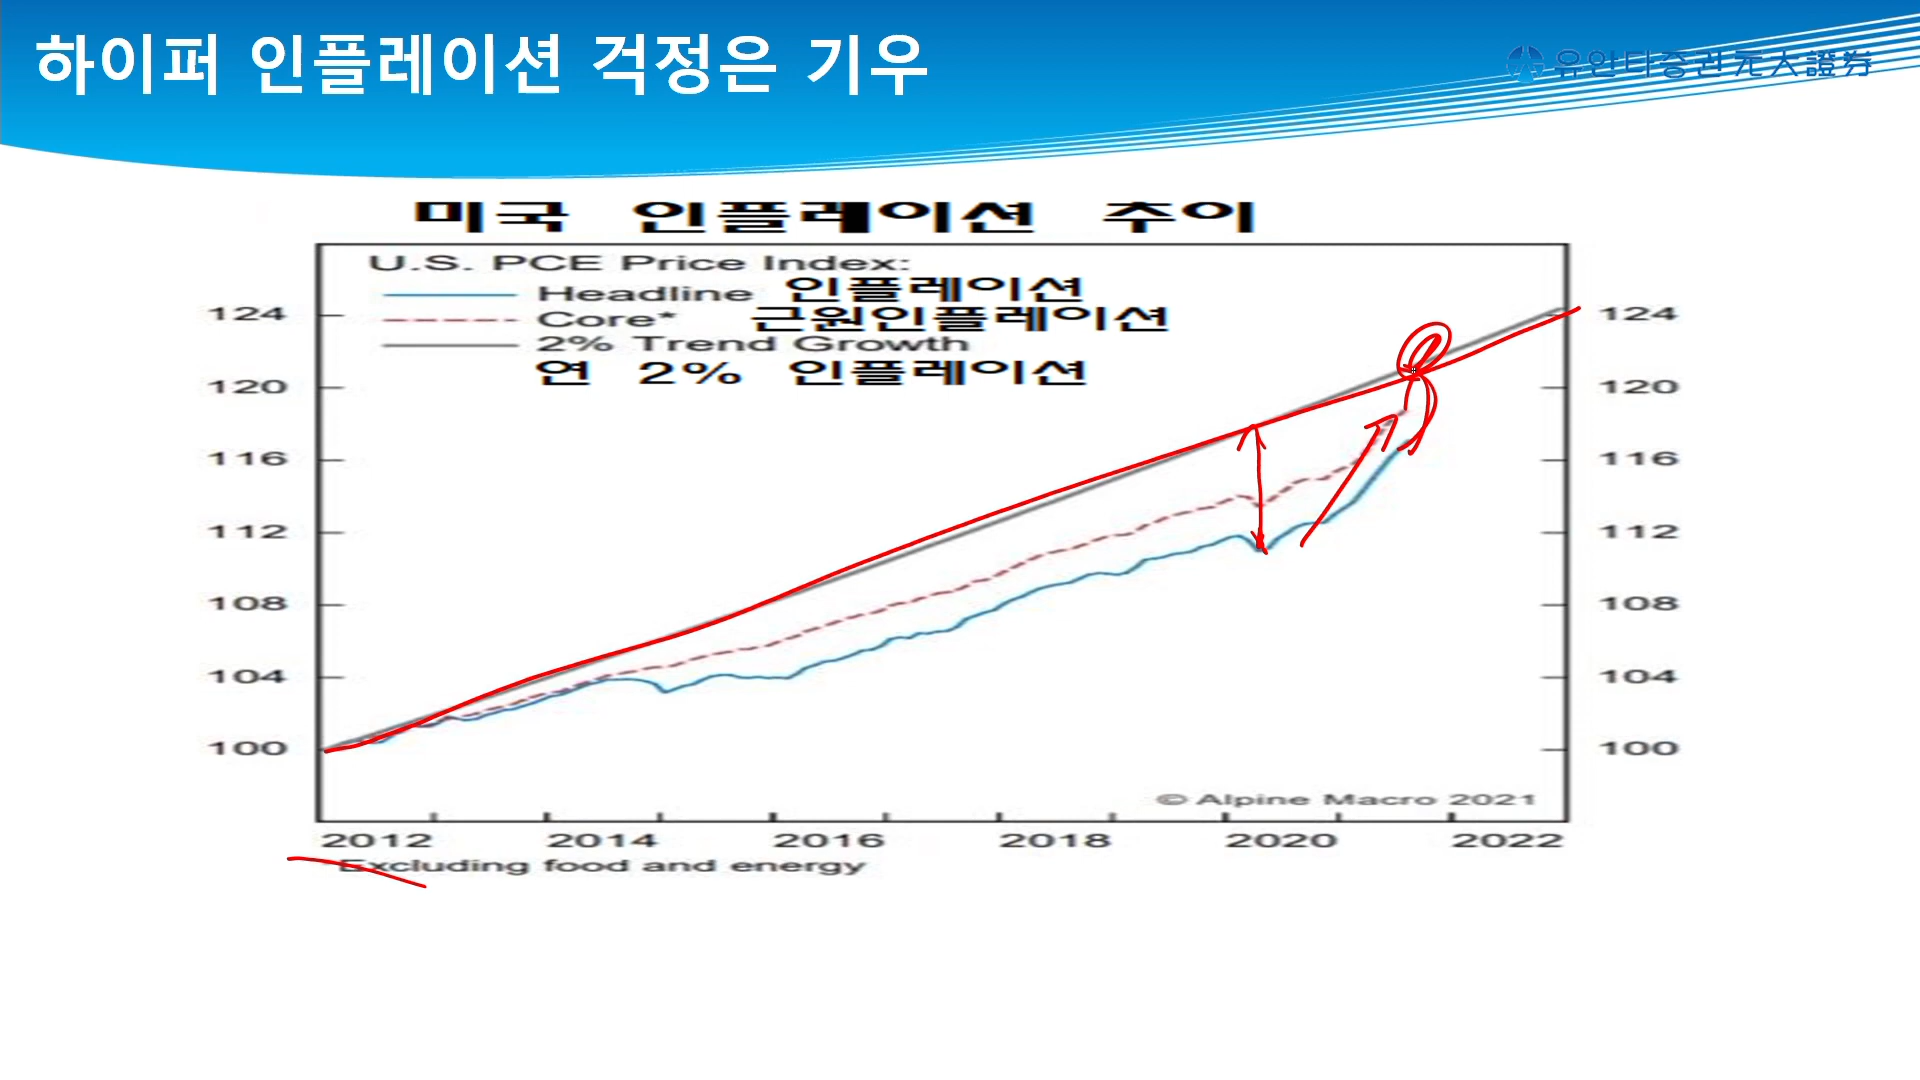 하이퍼 인플레이션 걱정은 기우
유안타증권 元大證券
미국 인플레이션 추이
U.S. PCE Price Index:
Headline 인플레이션
Core* 근원인플레이션
2% Trend Growth
연 2% 인플레이션
124 124
120 120
116 116
112 112
108 108
104 104
100 100
© Alpine Macro 2021
2012 2014 2016 2018 2020 2022
Excluding food and energy